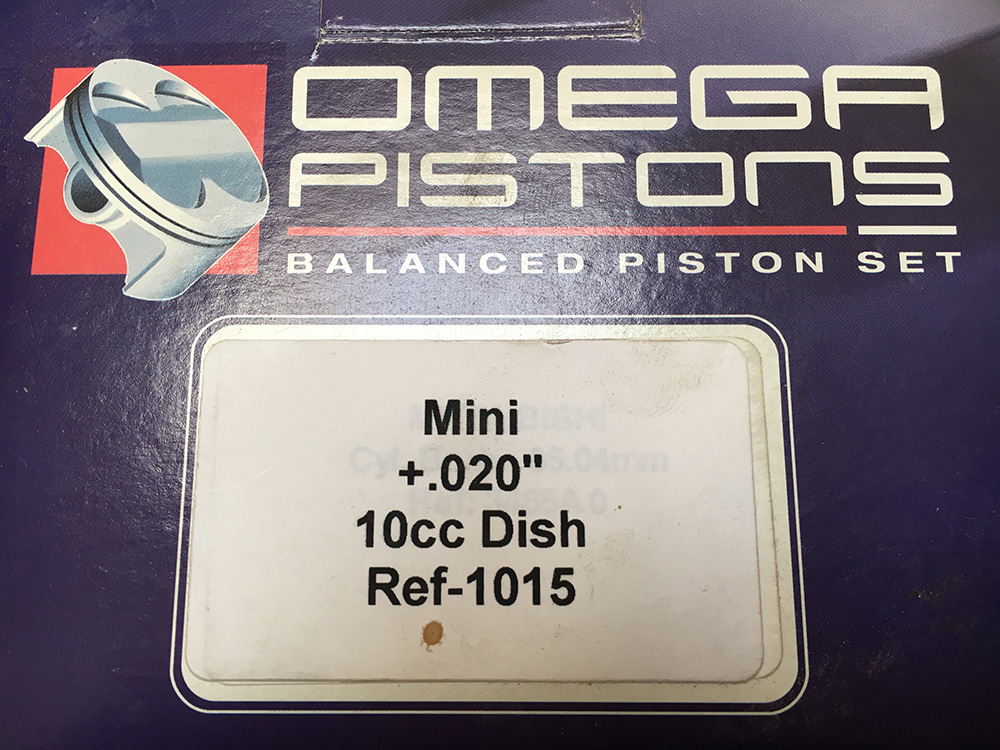 OMEGA
PISTONS
BALANCED PISTON SET
Mini
+.020"
10cc Dish
Ref-1015